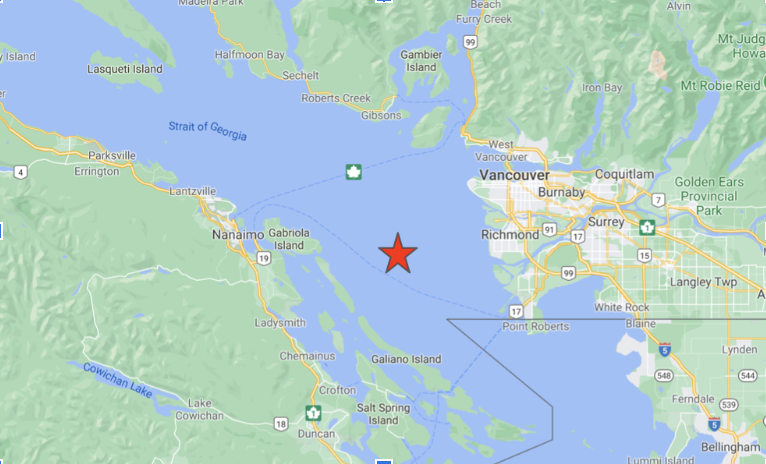 Madeira Park
Beach
Furry Creek
Alvin
99
Mt Judg
Howa
Gambier
Island
Halfmoon Bay
Lasqueti Island
Sechelt
Iron Bay
Mt Robie Reid
y Island
Roberts Creek
Gibsons
Strait of Georgia
West
Vancouver
Parksville
Errington
4
Vancouver
Coquitlam
Burnaby
Golden Ears
Provincial
Park
7
Lantzville
Surrey
1
Nanaimo
Gabriola
Island
Richmond
91
17
19
15
99
Langley Twp
A
17
White Rock
Ladysmith
Point Roberts
Blaine
5
Lynden
Chemainus
Galiano Island
548
544
Cowichan Lake
Crofton
Lake
Cowichan
Salt Spring
Island
Ferndale
539
1
18
5
Duncan
Bellingham
Lummi Island